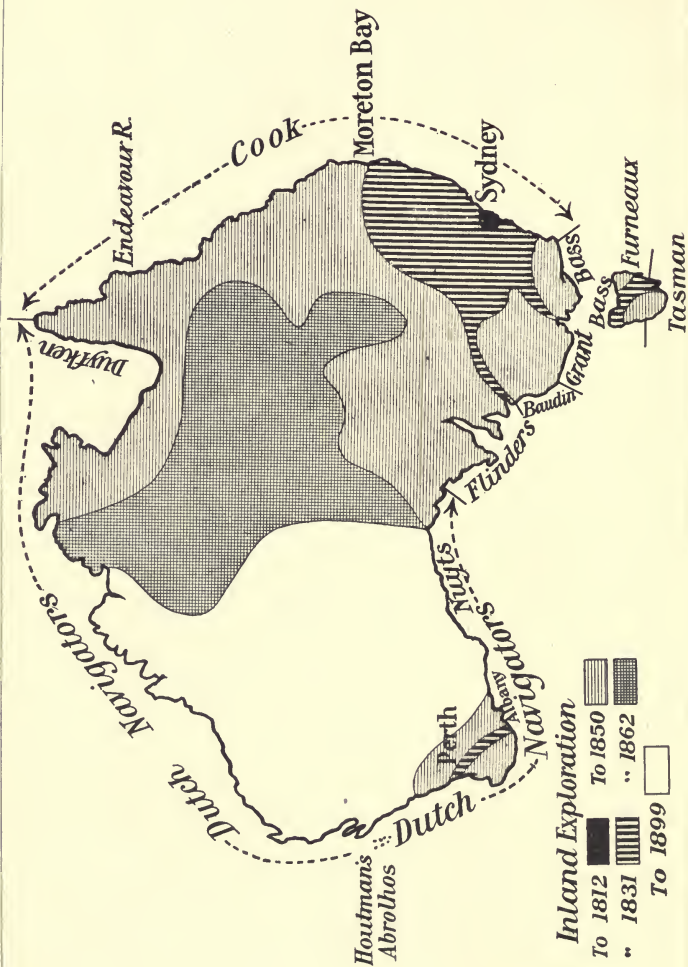 Endeavour R.
Cook
Moreton Bay
Sydney
Duyfken
Bass
Furneaux
Bass
Tasman
Grant
Baudin
Flinders
Nuyts
Navigators
Albany
Perth
Dutch
Navigators
Dutch
Houtman's
Abrolhos
Inland Exploration
To 1812
To 1850
" 1831
" 1862
To 1899